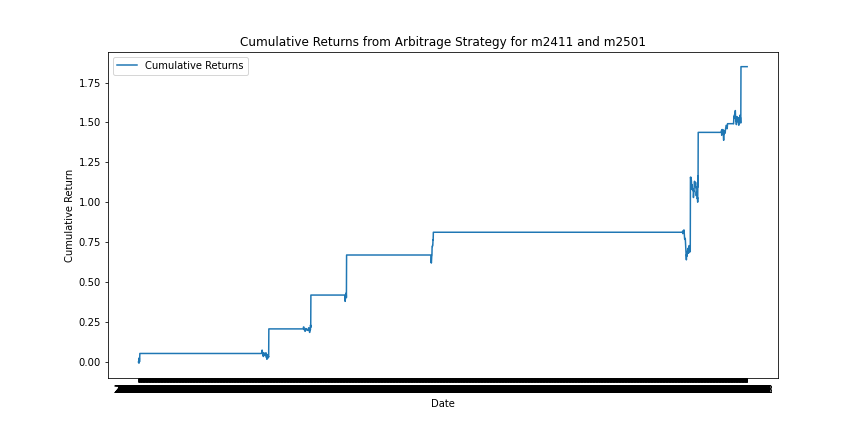 Cumulative Returns from Arbitrage Strategy for m2411 and m2501
Cumulative Returns
1.75
1.50
1.25
1.00
0.75
0.50
0.25
0.00
Cumulative Return
Date